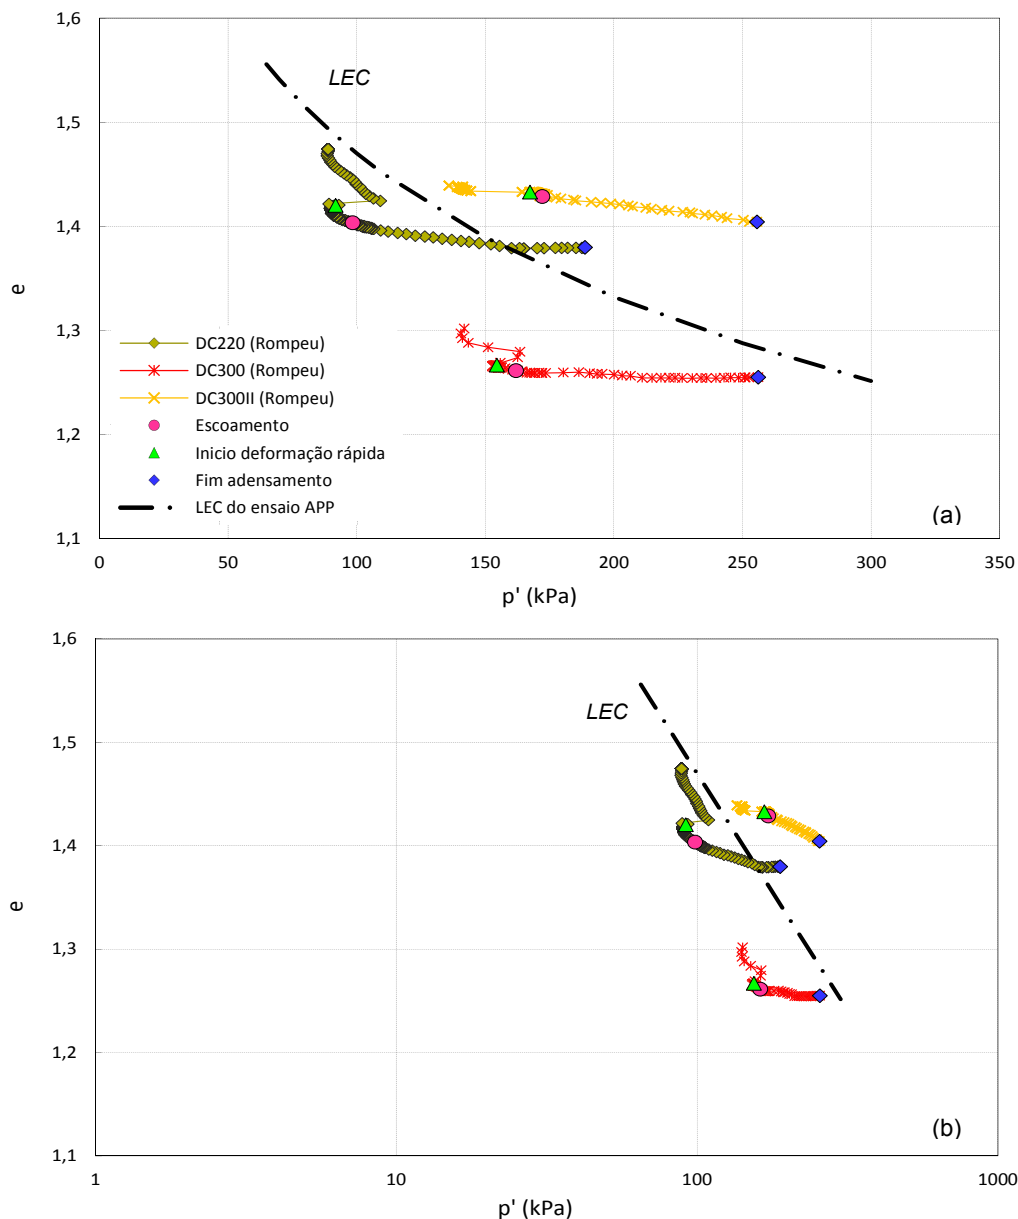 1,6
LEC
1,5
1,4
e
1,3
DC220 (Rompeu)
DC300 (Rompeu)
DC300II (Rompeu)
Escoamento
1,2
Inicio deformação rápida
Fim adensamento
LEC do ensaio APP
(a)
1,1
0 50 100 150 200 250 300 350
p' (kPa)
1,6
LEC
1,5
1,4
e
1,3
1,2
(b)
1,1
1 10 100 1000
p' (kPa)